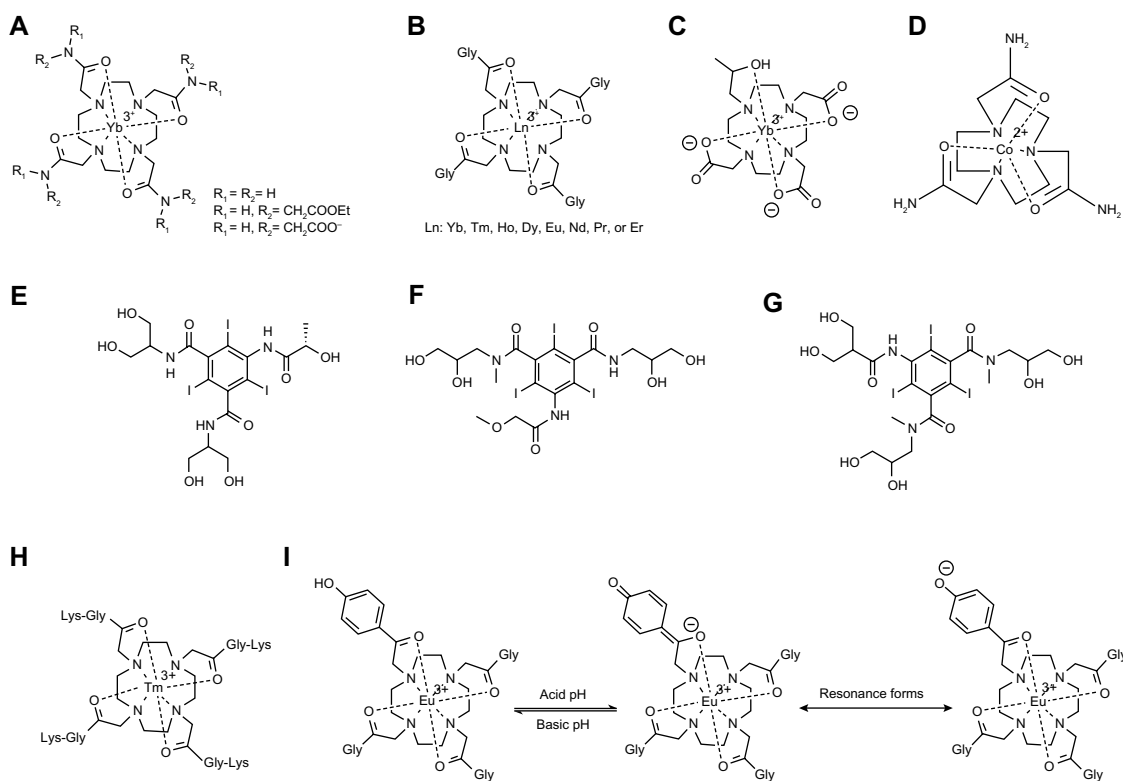 A
R₁
R₂ N
O
R₂
N R₁
N N
O
Yb 3+
O
N N
R₁ N
R₂
O
R₂
N
R₁
R₁ = R₂= H
R₁ = H, R₂= CH₂COOEt
R₁ = H, R₂= CH₂COO⁻
B
Gly
O
Gly
N N
O
Ln 3+
O
N N
Gly
O
Gly
Ln: Yb, Tm, Ho, Dy, Eu, Nd, Pr, or Er
C
OH
O
N N
O ⊖
Yb 3+
⊖ O
N N
O
O
O
⊖
D
NH₂
O
N
2+
O Co N
N
O
H₂N
NH₂
E
HO
I
O
H
N
HO
N
H
O OH
I I
HN O
OH
OH OH
F
O I O
HO N
N
H
OH
OH
OH
I I
NH
O
O
G
HO
H
N
I O
HO
O
N OH
OH
I I
N O
HO
OH
H
Lys-Gly
O
Gly-Lys
N N
O
3+
Tm
O
N N
Lys-Gly
O
Gly-Lys
I
HO
O
Gly
N N
O
3+
Eu
O
N N
Gly
O
Gly
Acid pH
Basic pH
O
⊖
O
Gly
N N
O
3+
Eu
O
N N
Gly
O
Gly
Resonance forms
⊖
O
O
Gly
N N
O
3+
Eu
O
N N
Gly
O
Gly